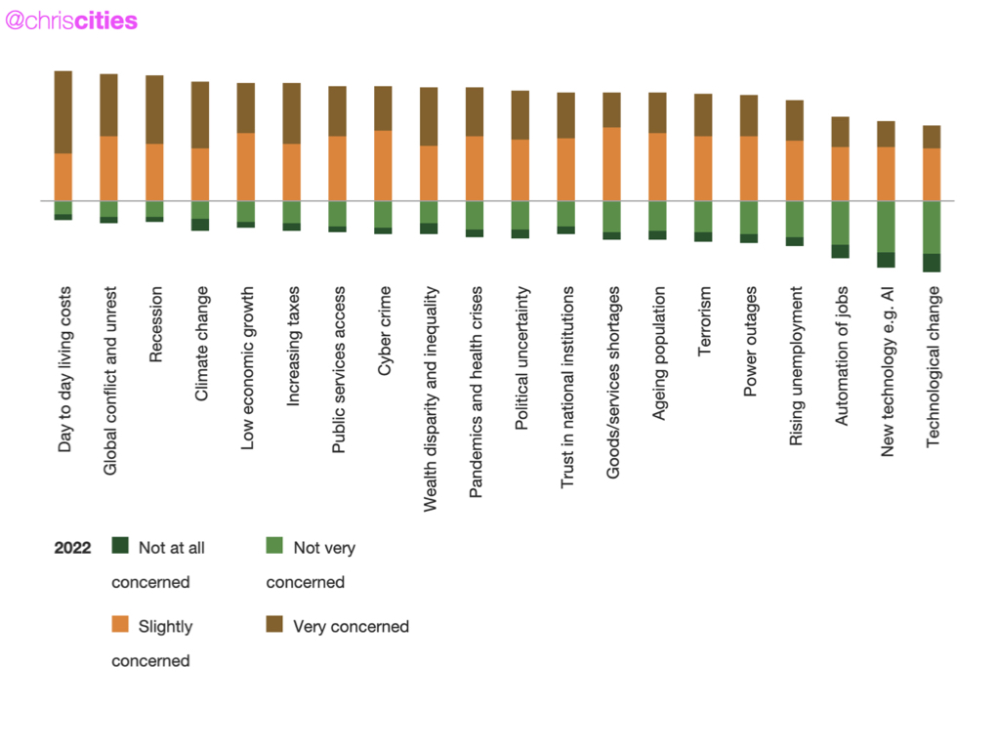 @chriscities
Day to day living costs
Global conflict and unrest
Recession
Climate change
Low economic growth
Increasing taxes
Public services access
Cyber crime
Wealth disparity and inequality
Pandemics and health crises
Political uncertainty
Trust in national institutions
Goods/services shortages
Ageing population
Terrorism
Power outages
Rising unemployment
Automation of jobs
New technology e.g. AI
Technological change
2022
Not at all
concerned
Not very
concerned
Slightly
concerned
Very concerned